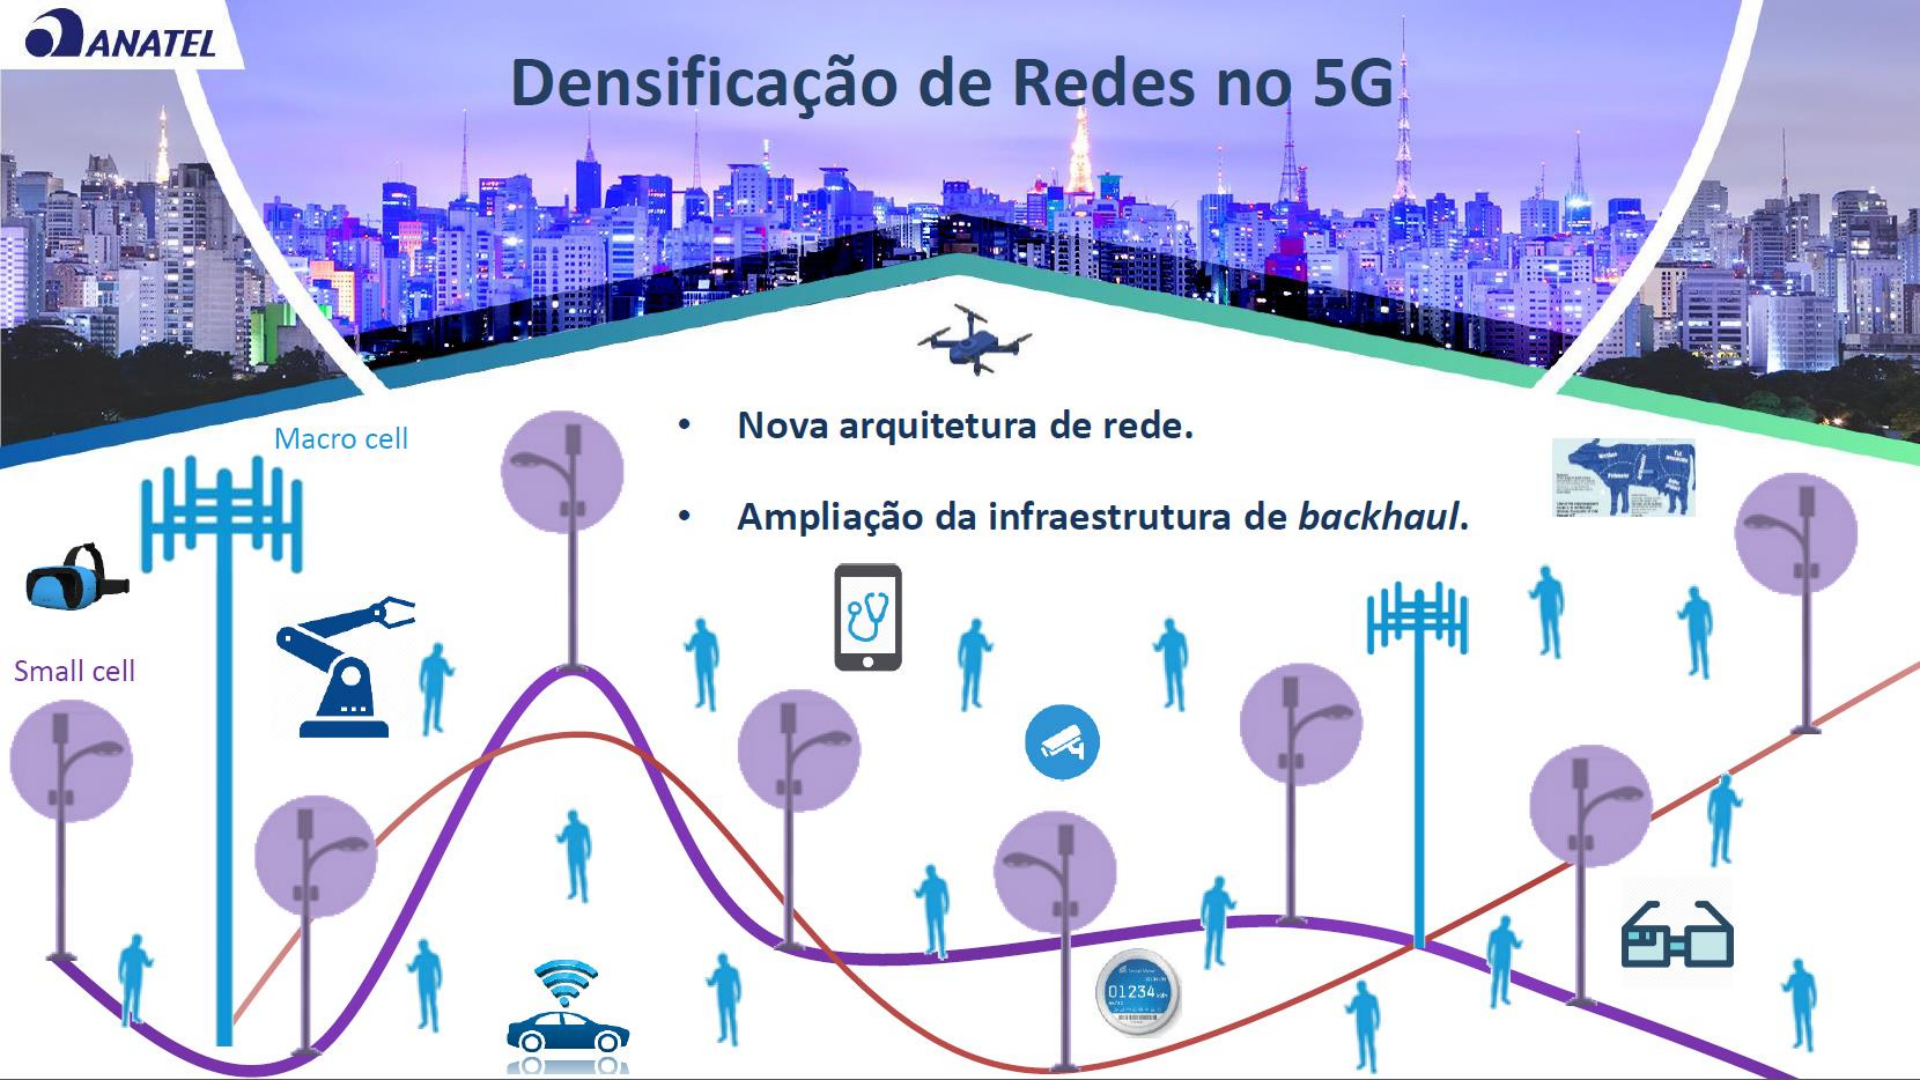 ANATEL
Densificação de Redes no 5G
• Nova arquitetura de rede.
Macro cell
• Ampliação da infraestrutura de backhaul.
Small cell
01234